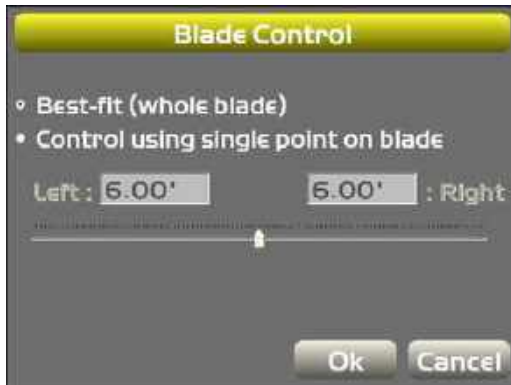 Blade Control
Best-fit (whole blade)
Control using single point on blade
Left: 6.00' 6.00' : Right
Ok Cancel